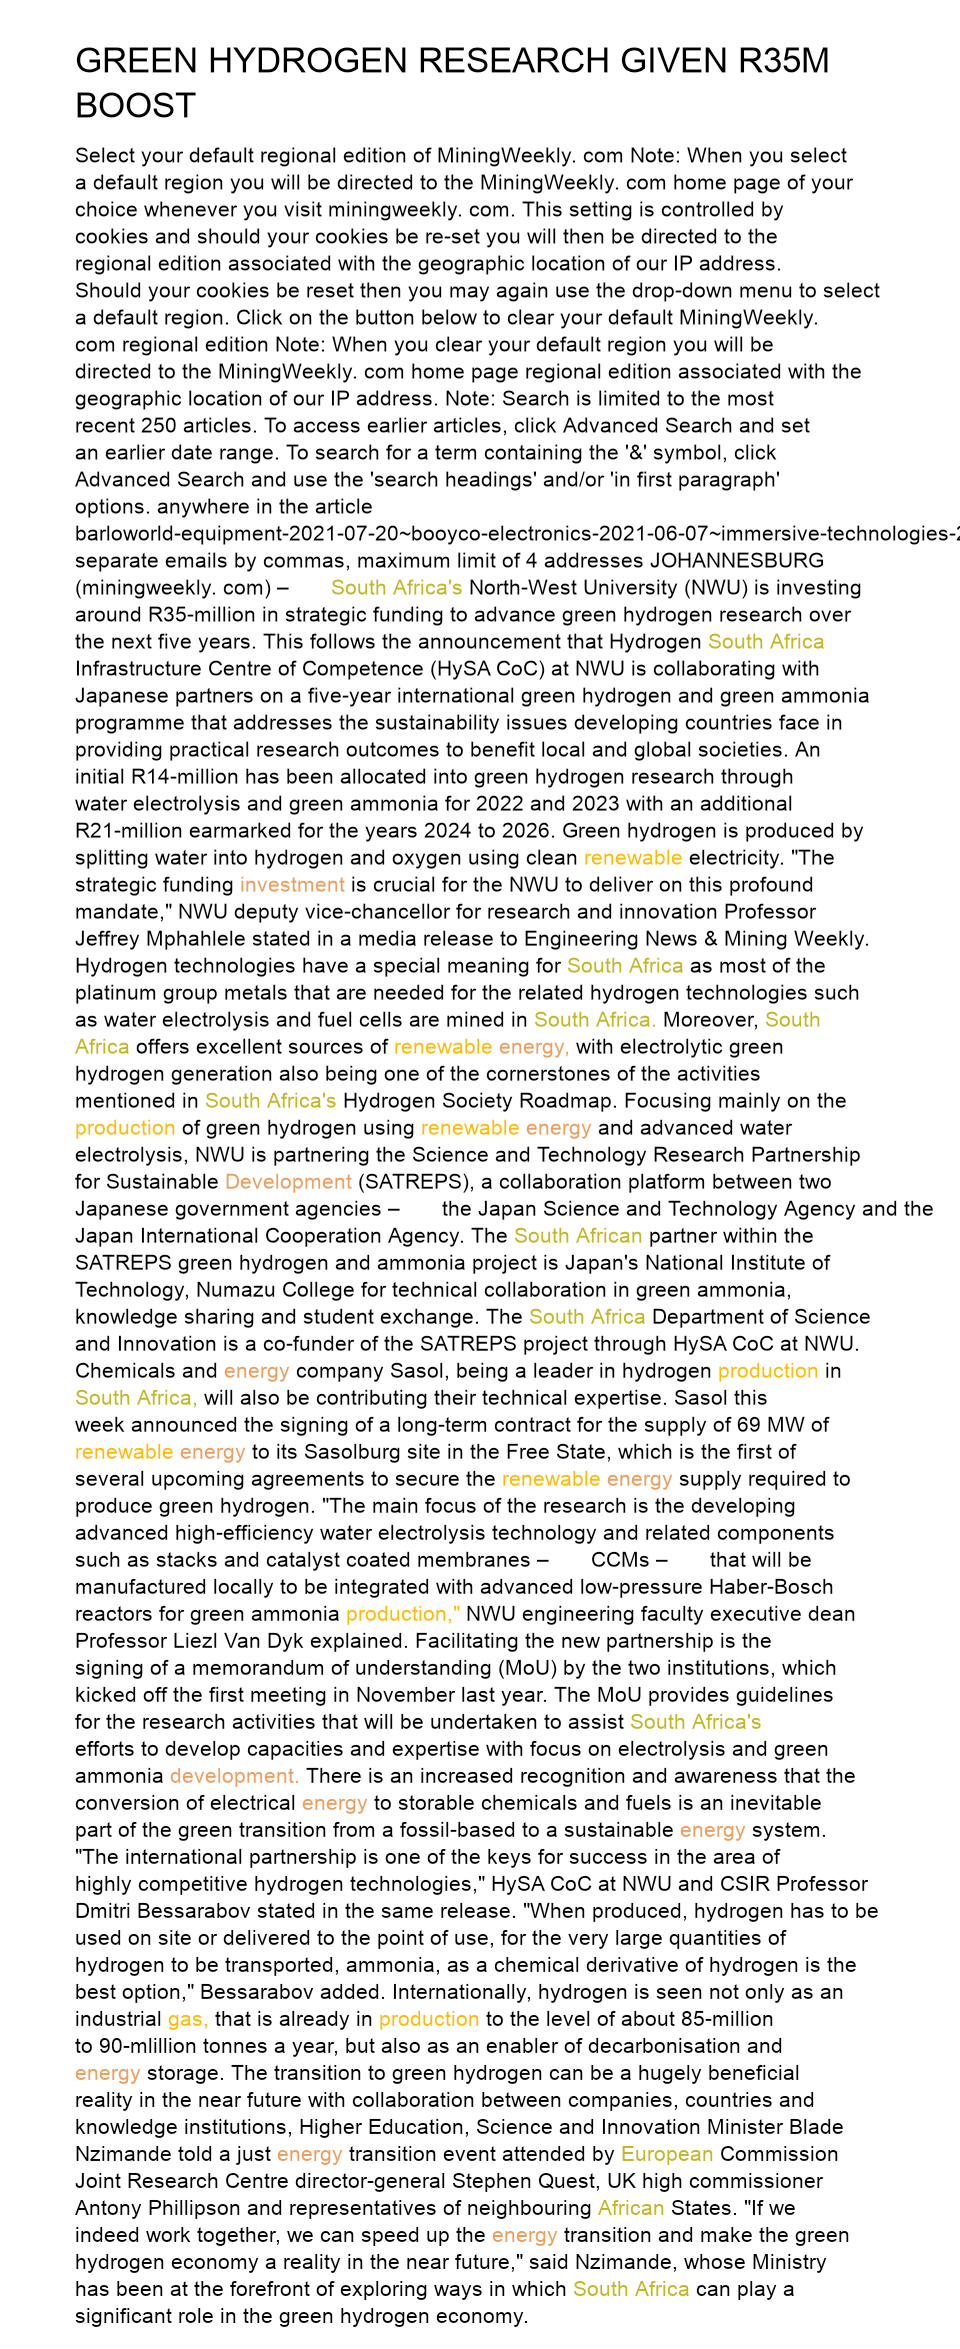 GREEN HYDROGEN RESEARCH GIVEN R35M
BOOST
Select your default regional edition of MiningWeekly. com Note: When you select
a default region you will be directed to the MiningWeekly. com home page of your
choice whenever you visit miningweekly. com. This setting is controlled by
cookies and should your cookies be re-set you will then be directed to the
regional edition associated with the geographic location of our IP address.
Should your cookies be reset then you may again use the drop-down menu to select
a default region. Click on the button below to clear your default MiningWeekly.
com regional edition Note: When you clear your default region you will be
directed to the MiningWeekly. com home page regional edition associated with the
geographic location of our IP address. Note: Search is limited to the most
recent 250 articles. To access earlier articles, click Advanced Search and set
an earlier date range. To search for a term containing the '&' symbol, click
Advanced Search and use the 'search headings' and/or 'in first paragraph'
options. anywhere in the article
barloworld-equipment-2021-07-20~booyco-electronics-2021-06-07~immersive-technologies-2
separate emails by commas, maximum limit of 4 addresses JOHANNESBURG
(miningweekly. com) – South Africa's North-West University (NWU) is investing
around R35-million in strategic funding to advance green hydrogen research over
the next five years. This follows the announcement that Hydrogen South Africa
Infrastructure Centre of Competence (HySA CoC) at NWU is collaborating with
Japanese partners on a five-year international green hydrogen and green ammonia
programme that addresses the sustainability issues developing countries face in
providing practical research outcomes to benefit local and global societies. An
initial R14-million has been allocated into green hydrogen research through
water electrolysis and green ammonia for 2022 and 2023 with an additional
R21-million earmarked for the years 2024 to 2026. Green hydrogen is produced by
splitting water into hydrogen and oxygen using clean renewable electricity. "The
strategic funding investment is crucial for the NWU to deliver on this profound
mandate," NWU deputy vice-chancellor for research and innovation Professor
Jeffrey Mphahlele stated in a media release to Engineering News & Mining Weekly.
Hydrogen technologies have a special meaning for South Africa as most of the
platinum group metals that are needed for the related hydrogen technologies such
as water electrolysis and fuel cells are mined in South Africa. Moreover, South
Africa offers excellent sources of renewable energy, with electrolytic green
hydrogen generation also being one of the cornerstones of the activities
mentioned in South Africa's Hydrogen Society Roadmap. Focusing mainly on the
production of green hydrogen using renewable energy and advanced water
electrolysis, NWU is partnering the Science and Technology Research Partnership
for Sustainable Development (SATREPS), a collaboration platform between two
Japanese government agencies – the Japan Science and Technology Agency and the
Japan International Cooperation Agency. The South African partner within the
SATREPS green hydrogen and ammonia project is Japan's National Institute of
Technology, Numazu College for technical collaboration in green ammonia,
knowledge sharing and student exchange. The South Africa Department of Science
and Innovation is a co-funder of the SATREPS project through HySA CoC at NWU.
Chemicals and energy company Sasol, being a leader in hydrogen production in
South Africa, will also be contributing their technical expertise. Sasol this
week announced the signing of a long-term contract for the supply of 69 MW of
renewable energy to its Sasolburg site in the Free State, which is the first of
several upcoming agreements to secure the renewable energy supply required to
produce green hydrogen. "The main focus of the research is the developing
advanced high-efficiency water electrolysis technology and related components
such as stacks and catalyst coated membranes – CCMs – that will be
manufactured locally to be integrated with advanced low-pressure Haber-Bosch
reactors for green ammonia production," NWU engineering faculty executive dean
Professor Liezl Van Dyk explained. Facilitating the new partnership is the
signing of a memorandum of understanding (MoU) by the two institutions, which
kicked off the first meeting in November last year. The MoU provides guidelines
for the research activities that will be undertaken to assist South Africa's
efforts to develop capacities and expertise with focus on electrolysis and green
ammonia development. There is an increased recognition and awareness that the
conversion of electrical energy to storable chemicals and fuels is an inevitable
part of the green transition from a fossil-based to a sustainable energy system.
"The international partnership is one of the keys for success in the area of
highly competitive hydrogen technologies," HySA CoC at NWU and CSIR Professor
Dmitri Bessarabov stated in the same release. "When produced, hydrogen has to be
used on site or delivered to the point of use, for the very large quantities of
hydrogen to be transported, ammonia, as a chemical derivative of hydrogen is the
best option," Bessarabov added. Internationally, hydrogen is seen not only as an
industrial gas, that is already in production to the level of about 85-million
to 90-mlillion tonnes a year, but also as an enabler of decarbonisation and
energy storage. The transition to green hydrogen can be a hugely beneficial
reality in the near future with collaboration between companies, countries and
knowledge institutions, Higher Education, Science and Innovation Minister Blade
Nzimande told a just energy transition event attended by European Commission
Joint Research Centre director-general Stephen Quest, UK high commissioner
Antony Phillipson and representatives of neighbouring African States. "If we
indeed work together, we can speed up the energy transition and make the green
hydrogen economy a reality in the near future," said Nzimande, whose Ministry
has been at the forefront of exploring ways in which South Africa can play a
significant role in the green hydrogen economy.